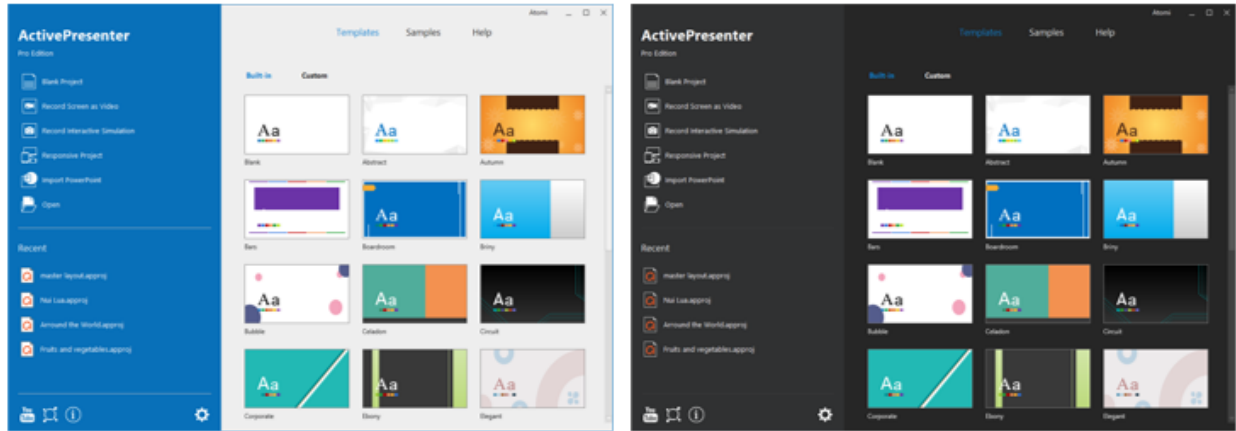 Atomi
ActivePresenter
Templates Samples Help
Pro Edition
Built-in Custom
Blank Project
Record Screen as Video
Record Interactive Simulation
Responsive Project
Import PowerPoint
Open
Recent
master layout.approj
Nui Lua.approj
Arround the World.approj
Fruits and vegetables.approj
You
Tube
Aa Aa Aa
Blank Abstract Autumn
Aa Aa
Bars Boardroom Briny
Aa Aa Aa
Bubble Celadon Circuit
Aa Aa Aa
Corporate Ebony Elegant
Atomi
ActivePresenter
Templates Samples Help
Pro Edition
Built-in Custom
Blank Project
Record Screen as Video
Record Interactive Simulation
Responsive Project
Import PowerPoint
Open
Recent
master layout.approj
Nui Lua.approj
Arround the World.approj
Fruits and vegetables.approj
You
Tube
Aa Aa Aa
Blank Abstract Autumn
Aa Aa
Bars Boardroom Briny
Aa Aa Aa
Bubble Celadon Circuit
Aa Aa Aa
Corporate Ebony Elegant